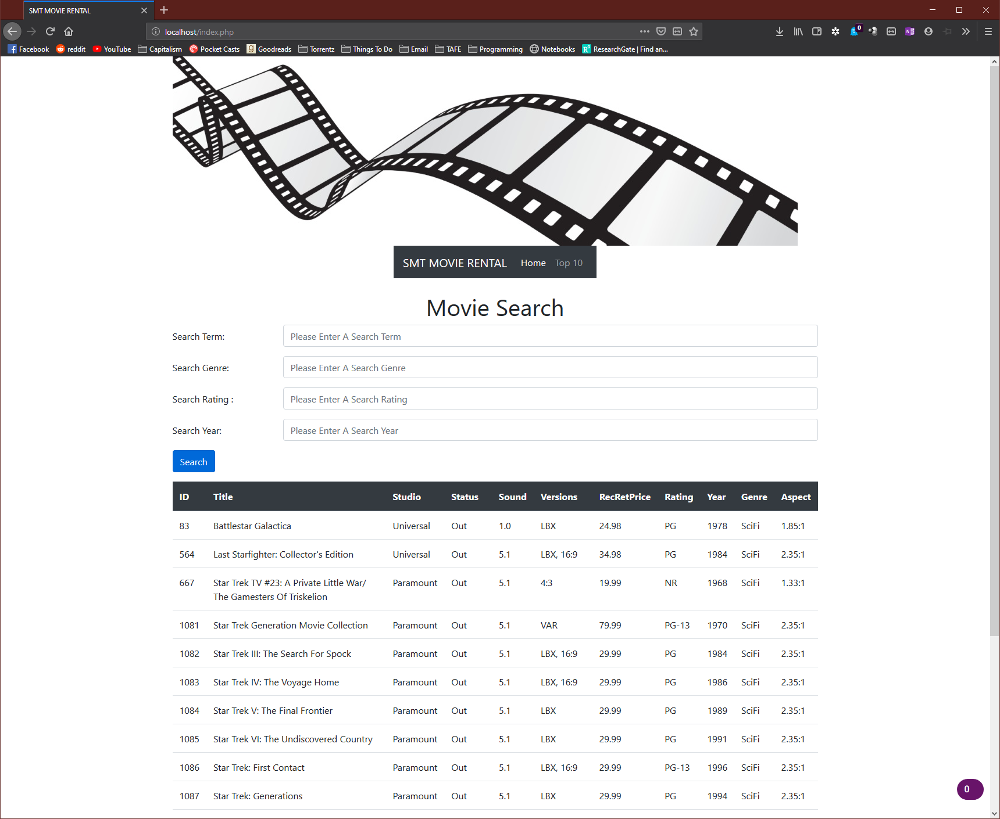 SMT MOVIE RENTAL
localhost/index.php
0
N
Facebook reddit YouTube Capitalism Pocket Casts Goodreads Torrentz Things To Do Email TAFE Programming Notebooks ResearchGate | Find an...
SMT MOVIE RENTAL Home Top 10
Movie Search
Search Term: Please Enter A Search Term
Search Genre: Please Enter A Search Genre
Search Rating : Please Enter A Search Rating
Search Year: Please Enter A Search Year
Search
ID Title Studio Status Sound Versions RecRetPrice Rating Year Genre Aspect
83 Battlestar Galactica Universal Out 1.0 LBX 24.98 PG 1978 SciFi 1.85:1
564 Last Starfighter: Collector's Edition Universal Out 5.1 LBX, 16:9 34.98 PG 1984 SciFi 2.35:1
667 Star Trek TV #23: A Private Little War/ Paramount Out 5.1 4:3 19.99 NR 1968 SciFi 1.33:1
The Gamesters Of Triskelion
1081 Star Trek Generation Movie Collection Paramount Out 5.1 VAR 79.99 PG-13 1970 SciFi 2.35:1
1082 Star Trek III: The Search For Spock Paramount Out 5.1 LBX, 16:9 29.99 PG 1984 SciFi 2.35:1
1083 Star Trek IV: The Voyage Home Paramount Out 5.1 LBX, 16:9 29.99 PG 1986 SciFi 2.35:1
1084 Star Trek V: The Final Frontier Paramount Out 5.1 LBX 29.99 PG 1989 SciFi 2.35:1
1085 Star Trek VI: The Undiscovered Country Paramount Out 5.1 LBX 29.99 PG 1991 SciFi 2.35:1
1086 Star Trek: First Contact Paramount Out 5.1 LBX, 16:9 29.99 PG-13 1996 SciFi 2.35:1
1087 Star Trek: Generations Paramount Out 5.1 LBX 29.99 PG 1994 SciFi 2.35:1
0